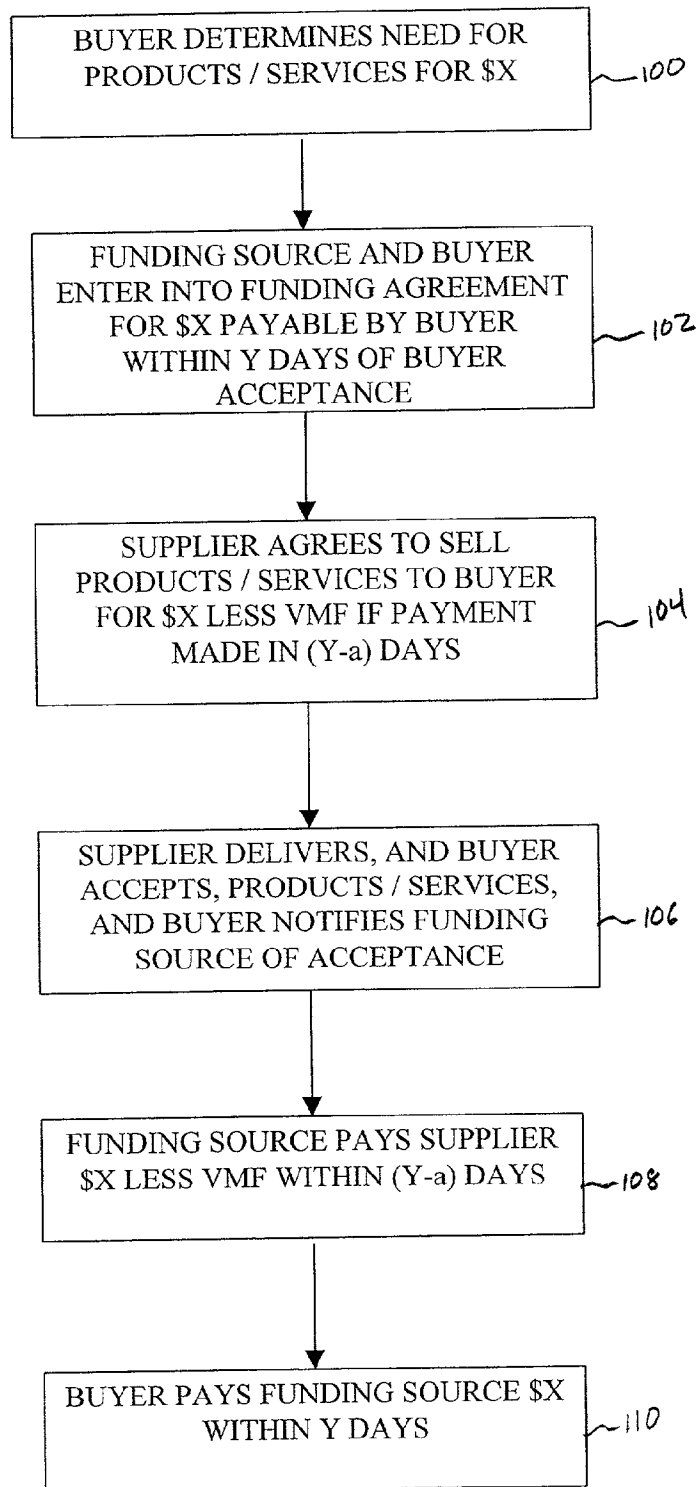 BUYER DETERMINES NEED FOR
PRODUCTS / SERVICES FOR $X
100
FUNDING SOURCE AND BUYER
ENTER INTO FUNDING AGREEMENT
FOR $X PAYABLE BY BUYER
WITHIN Y DAYS OF BUYER
ACCEPTANCE
102
SUPPLIER AGREES TO SELL
PRODUCTS / SERVICES TO BUYER
FOR $X LESS VMF IF PAYMENT
MADE IN (Y-a) DAYS
104
SUPPLIER DELIVERS, AND BUYER
ACCEPTS, PRODUCTS / SERVICES,
AND BUYER NOTIFIES FUNDING
SOURCE OF ACCEPTANCE
106
FUNDING SOURCE PAYS SUPPLIER
$X LESS VMF WITHIN (Y-a) DAYS
108
BUYER PAYS FUNDING SOURCE $X
WITHIN Y DAYS
110